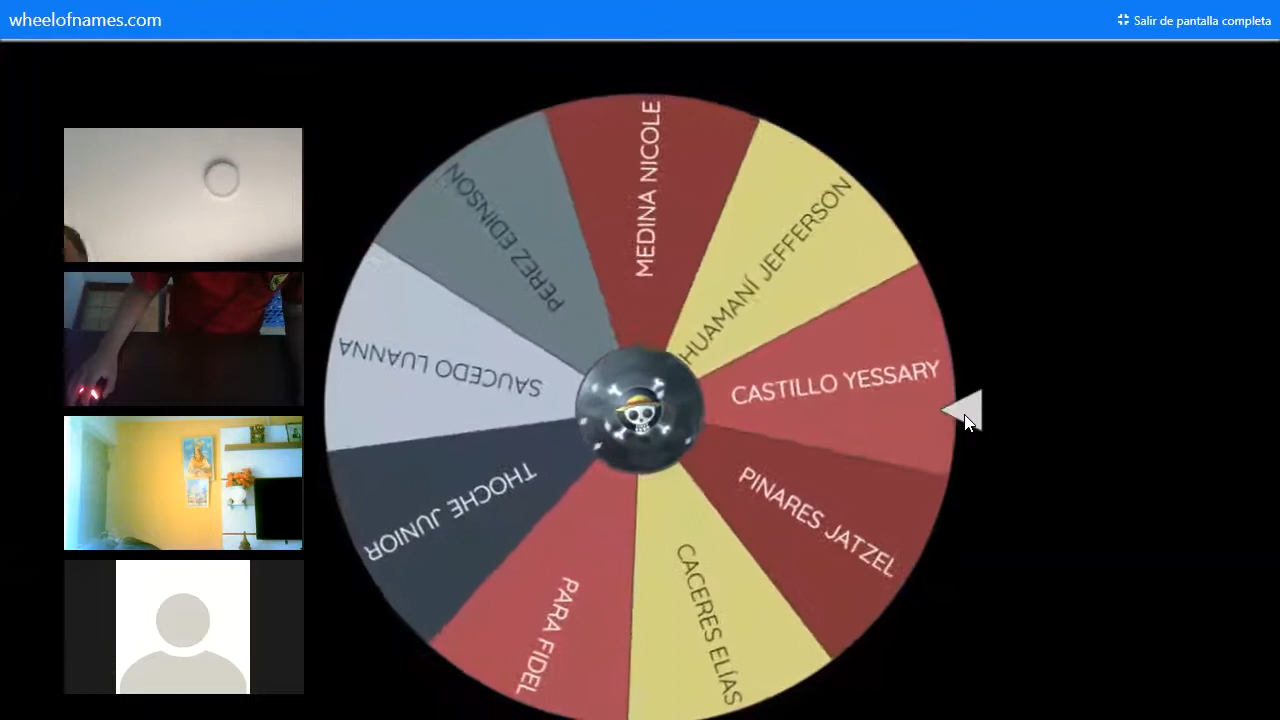 wheelofnames.com
Salir de pantalla completa
MEDINA NICOLE
HUAMANÍ JEFFERSON
CASTILLO YESSARY
PINARES JATZEL
CACERES ELÍAS
PARA FIDEL
THOCHE JUNIOR
SAUCEDO LUANNA
PEREZ EDINSON